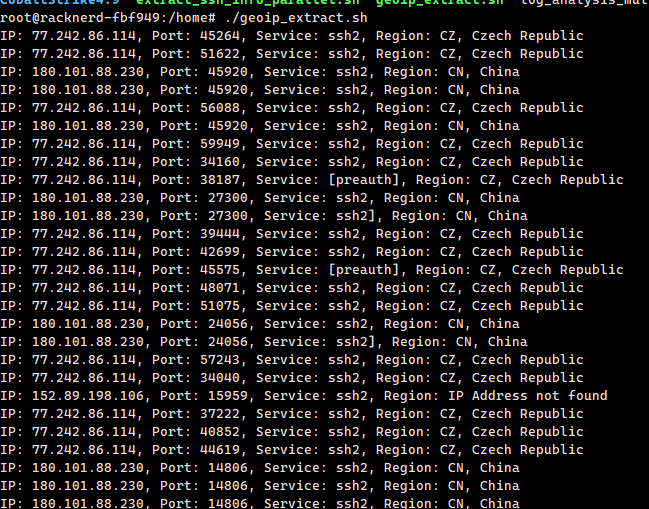 CobaltStrike4.9 extract_ssh_info_parallel.sh geoip_extract.sh log_analysis_mul
root@racknerd-fbf949:/home# ./geoip_extract.sh
IP: 77.242.86.114, Port: 45264, Service: ssh2, Region: CZ, Czech Republic
IP: 77.242.86.114, Port: 51622, Service: ssh2, Region: CZ, Czech Republic
IP: 180.101.88.230, Port: 45920, Service: ssh2, Region: CN, China
IP: 180.101.88.230, Port: 45920, Service: ssh2, Region: CN, China
IP: 77.242.86.114, Port: 56088, Service: ssh2, Region: CZ, Czech Republic
IP: 180.101.88.230, Port: 45920, Service: ssh2, Region: CN, China
IP: 77.242.86.114, Port: 59949, Service: ssh2, Region: CZ, Czech Republic
IP: 77.242.86.114, Port: 34160, Service: ssh2, Region: CZ, Czech Republic
IP: 77.242.86.114, Port: 38187, Service: [preauth], Region: CZ, Czech Republic
IP: 180.101.88.230, Port: 27300, Service: ssh2, Region: CN, China
IP: 180.101.88.230, Port: 27300, Service: ssh2], Region: CN, China
IP: 77.242.86.114, Port: 39444, Service: ssh2, Region: CZ, Czech Republic
IP: 77.242.86.114, Port: 42699, Service: ssh2, Region: CZ, Czech Republic
IP: 77.242.86.114, Port: 45575, Service: [preauth], Region: CZ, Czech Republic
IP: 77.242.86.114, Port: 48071, Service: ssh2, Region: CZ, Czech Republic
IP: 77.242.86.114, Port: 51075, Service: ssh2, Region: CZ, Czech Republic
IP: 180.101.88.230, Port: 24056, Service: ssh2, Region: CN, China
IP: 180.101.88.230, Port: 24056, Service: ssh2], Region: CN, China
IP: 77.242.86.114, Port: 57243, Service: ssh2, Region: CZ, Czech Republic
IP: 77.242.86.114, Port: 34040, Service: ssh2, Region: CZ, Czech Republic
IP: 152.89.198.106, Port: 15959, Service: ssh2, Region: IP Address not found
IP: 77.242.86.114, Port: 37222, Service: ssh2, Region: CZ, Czech Republic
IP: 77.242.86.114, Port: 40852, Service: ssh2, Region: CZ, Czech Republic
IP: 77.242.86.114, Port: 44619, Service: ssh2, Region: CZ, Czech Republic
IP: 180.101.88.230, Port: 14806, Service: ssh2, Region: CN, China
IP: 180.101.88.230, Port: 14806, Service: ssh2, Region: CN, China
IP: 180.101.88.230, Port: 14806, Service: ssh2, Region: CN, China